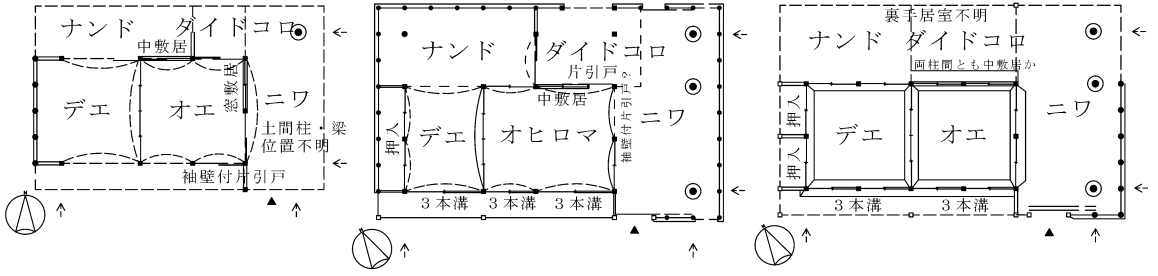 ナンド
ダイドコロ
中敷居
窓敷居
デエ
オエ
ニワ
土間柱・梁
位置不明
袖壁付片引戸
ナンド
ダイドコロ
片引戸
中敷居
袖壁付片引戸?
押入
デエ
オヒロマ
ニワ
3本溝
3本溝
3本溝
裏手居室不明
ナンド
ダイドコロ
両柱間とも中敷居か
押入
押入
デエ
オエ
ニワ
3本溝
3本溝